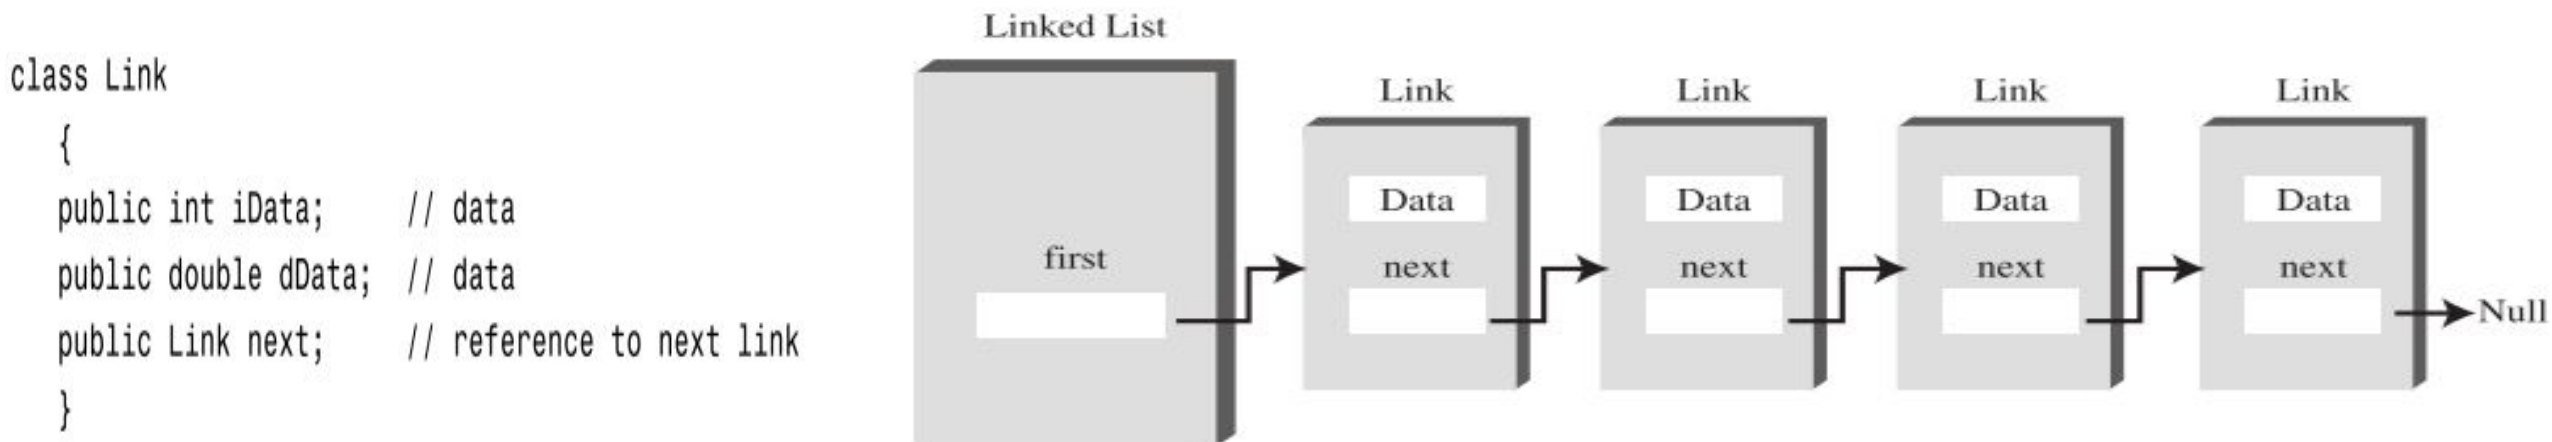 class Link
{
public int iData; // data
public double dData; // data
public Link next; // reference to next link
}
Linked List
first
Link
Data
next
Link
Data
next
Link
Data
next
Link
Data
next
Null